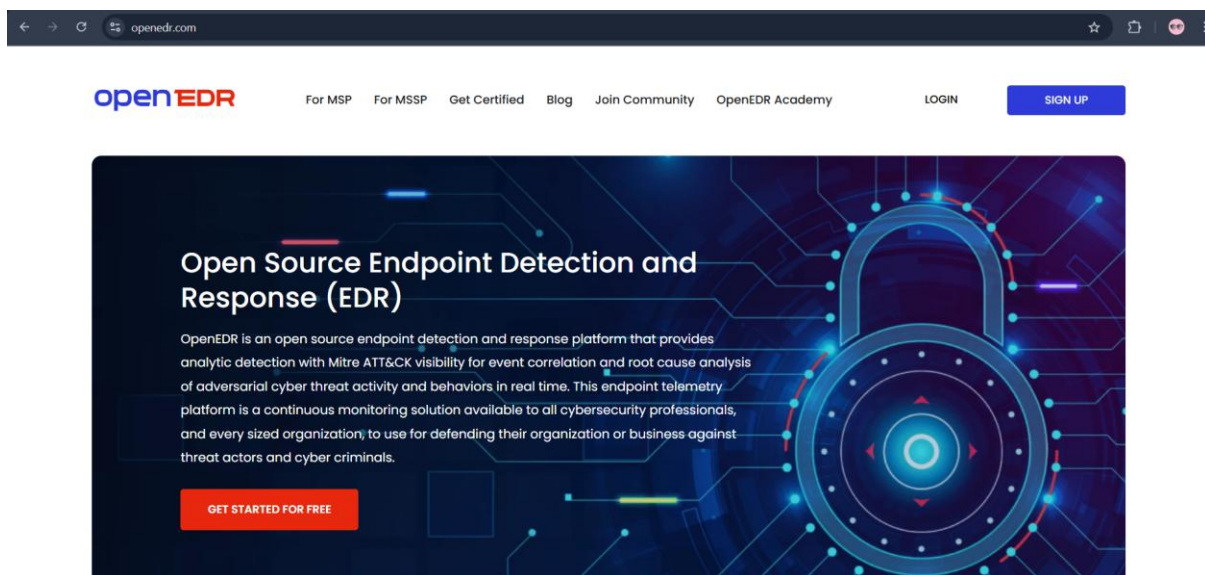 openedr.com
openEDR
For MSP For MSSP Get Certified Blog Join Community OpenEDR Academy LOGIN SIGN UP
Open Source Endpoint Detection and
Response (EDR)
OpenEDR is an open source endpoint detection and response platform that provides
analytic detection with Mitre ATT&CK visibility for event correlation and root cause analysis
of adversarial cyber threat activity and behaviors in real time. This endpoint telemetry
platform is a continuous monitoring solution available to all cybersecurity professionals,
and every sized organization, to use for defending their organization or business against
threat actors and cyber criminals.
GET STARTED FOR FREE